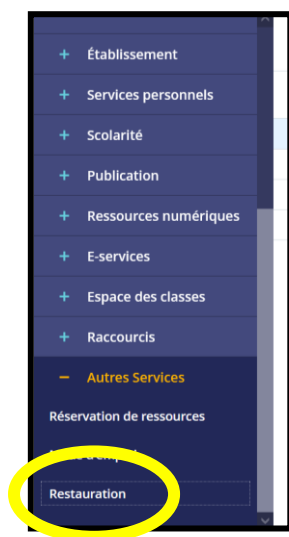 + Établissement
+ Services personnels
+ Scolarité
+ Publication
+ Ressources numériques
+ E-services
+ Espace des classes
+ Raccourcis
− Autres Services
Réservation de ressources
Restauration